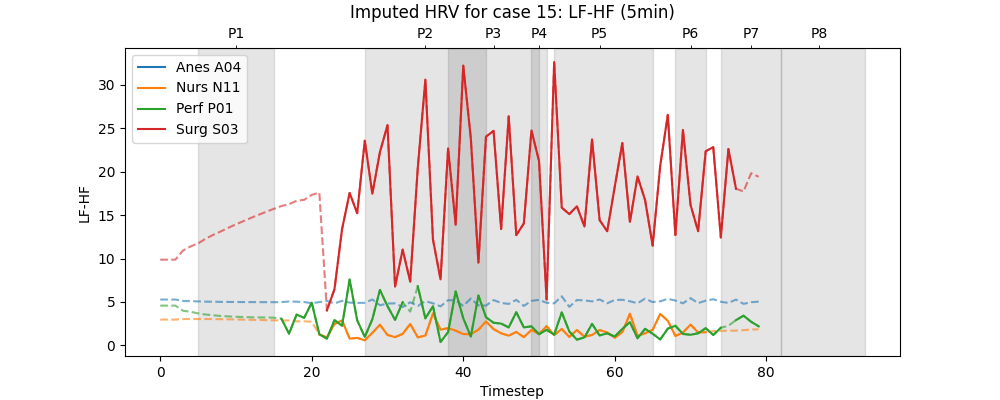 Imputed HRV for case 15: LF-HF (5min)
P1 P2 P3 P4 P5 P6 P7 P8
Anes A04
Nurs N11
Perf P01
Surg S03
LF-HF
30
25
20
15
10
5
0
0 20 40 60 80
Timestep